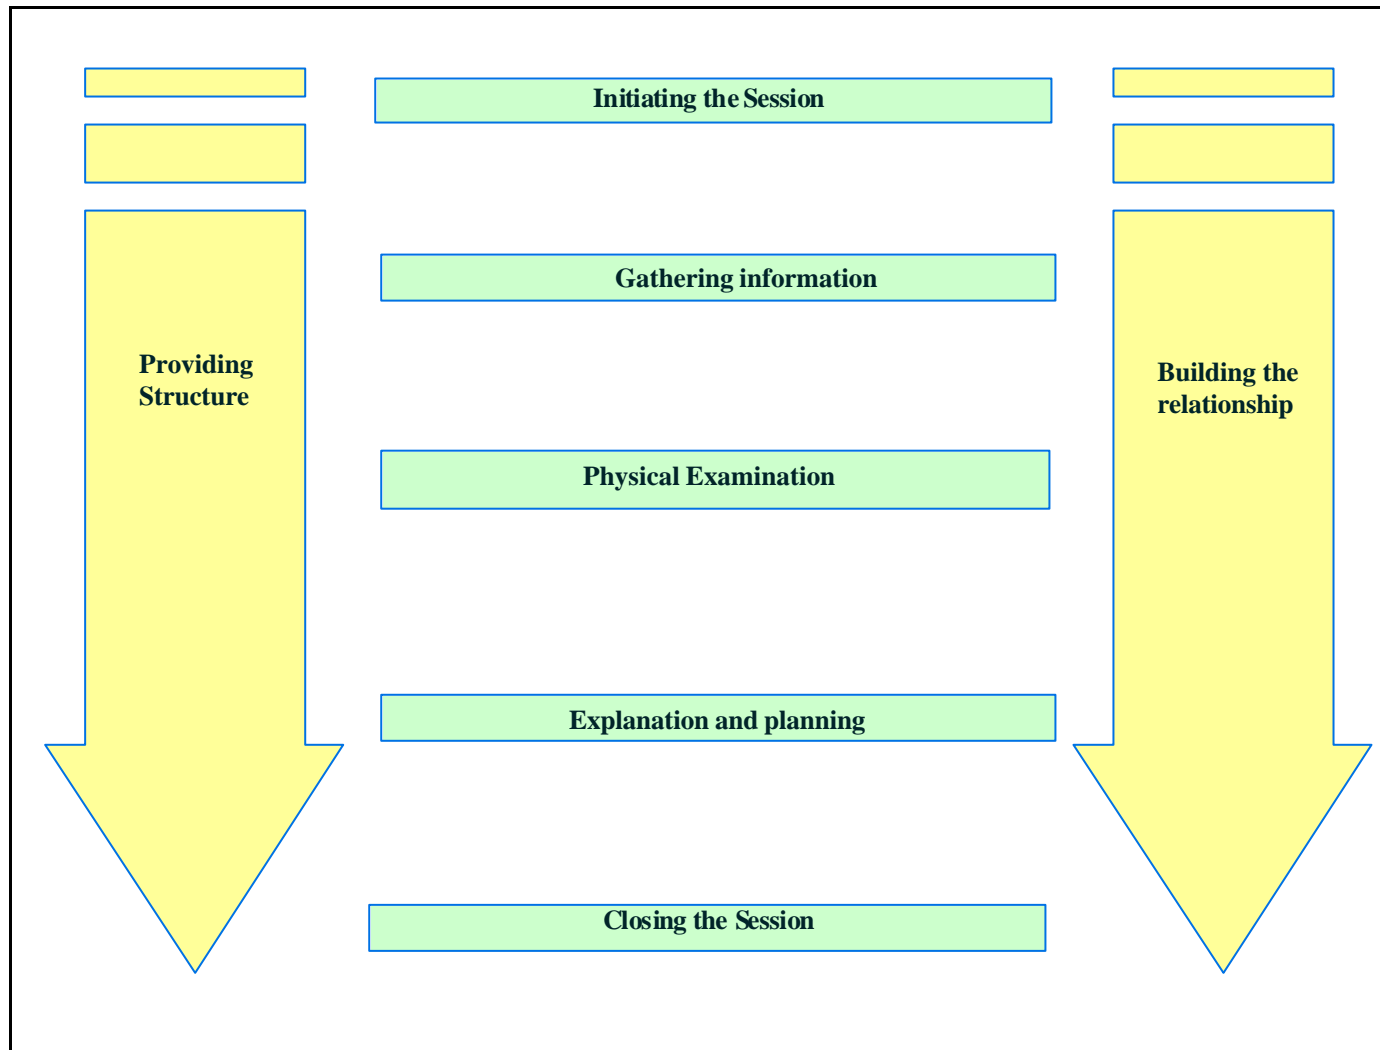 Initiating the Session
Gathering information
Providing
Structure
Building the
relationship
Physical Examination
Explanation and planning
Closing the Session